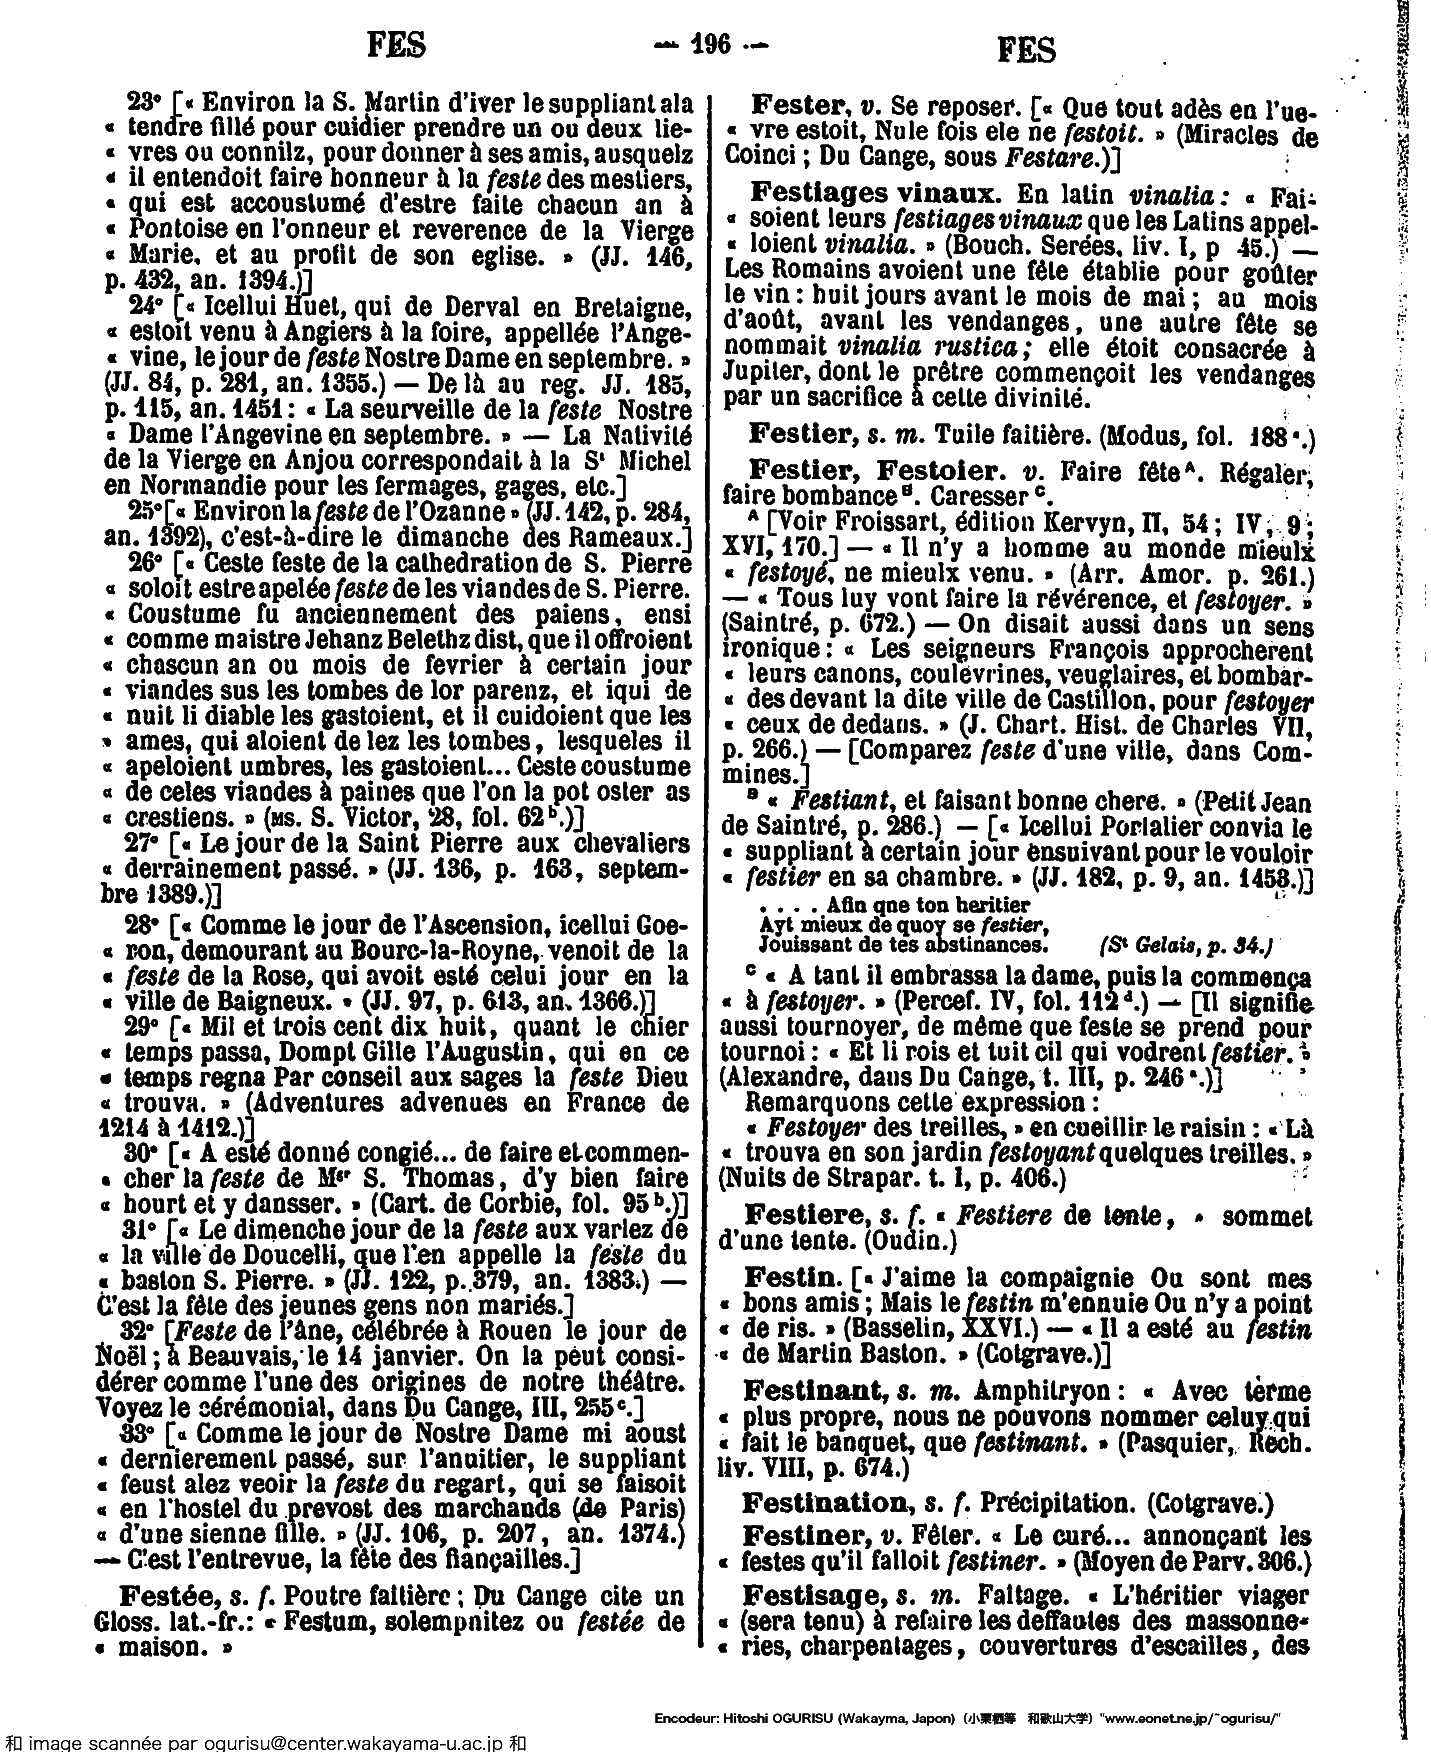 FES — 196 — FES
23° [« Environ la S. Martin d'iver le suppliant ala
« tendre fillé pour cuidier prendre un ou deux lie-
« vres ou connilz, pour donner à ses amis, ausquelz
« il entendoit faire honneur à la feste des mestiers,
« qui est accoustumé d'estre faite chacun an à
« Pontoise en l'onneur et reverence de la Vierge
« Marie, et au profit de son eglise. » (JJ. 146,
p. 432, an. 1394.)]
24° [« Icellui Huet, qui de Derval en Bretaigne,
« estoit venu à Angiers à la foire, appellée l'Ange-
« vine, le jour de feste Nostre Dame en septembre. »
(JJ. 84, p. 281, an. 1355.) — De là au reg. JJ. 185,
p. 115, an. 1451 : « La seurveille de la feste Nostre
« Dame l'Angevine en septembre. » — La Nativité
de la Vierge en Anjou correspondait à la St Michel
en Normandie pour les fermages, gages, etc.]
25° [« Environ la feste de l'Ozanne » (JJ. 142, p. 284,
an. 1392), c'est-à-dire le dimanche des Rameaux.]
26° [« Ceste feste de la cathedration de S. Pierre
« soloit estre apelée feste de les viandes de S. Pierre.
« Coustume fu anciennement des paiens, ensi
« comme maistre Jehanz Belethz dist, que il offroient
« chascun an ou mois de fevrier à certain jour
« viandes sus les tombes de lor parenz, et iqui de
« nuit li diable les gastoient, et il cuidoient que les
» ames, qui aloient de lez les tombes, lesqueles il
« apeloient umbres, les gastoient... Ceste coustume
« de celes viandes à paines que l'on la pot oster as
« crestiens. » (MS. S. Victor, 28, fol. 62b.)]
27° [« Le jour de la Saint Pierre aux chevaliers
« derrainement passé. » (JJ. 136, p. 163, septem-
bre 1389.)]
28° [« Comme le jour de l'Ascension, icellui Goe-
« ron, demourant au Bourc-la-Royne, venoit de la
« feste de la Rose, qui avoit esté celui jour en la
« ville de Baigneux. » (JJ. 97, p. 613, an. 1366.)]
29° [« Mil et trois cent dix huit, quant le chier
« temps passa, Dompt Gille l'Augustin, qui en ce
« temps regna Par conseil aux sages la feste Dieu
« trouva. » (Adventures advenues en France de
1214 à 1412.)]
30° [« A esté donné congié... de faire et commen-
« cher la feste de Mgr S. Thomas, d'y bien faire
« hourt et y dansser. » (Cart. de Corbie, fol. 95b.)]
31° [« Le dimenche jour de la feste aux varlez de
« la ville de Doucelli, que l'en appelle la feste du
« baston S. Pierre. » (JJ. 122, p. 379, an. 1383.) —
C'est la fête des jeunes gens non mariés.]
32° [Feste de l'âne, célébrée à Rouen le jour de
Noël ; à Beauvais, le 14 janvier. On la peut consi-
dérer comme l'une des origines de notre théâtre.
Voyez le cérémonial, dans Du Cange, III, 255c.]
33° [« Comme le jour de Nostre Dame mi aoust
« dernierement passé, sur l'anuitier, le suppliant
« feust alez veoir la feste du regart, qui se faisoit
« en l'hostel du prevost des marchands (de Paris)
« d'une sienne fille. » (JJ. 106, p. 207, an. 1374.)
— C'est l'entrevue, la fête des fiançailles.]
Festée, s. f. Poutre faîtière ; Du Cange cite un
Gloss. lat.-fr.: « Festum, solempnitez ou festée de
« maison. »
Fester, v. Se reposer. [« Que tout adès en l'ue-
« vre estoit, Nule fois ele ne festoit. » (Miracles de
Coinci ; Du Cange, sous Festare.)]
Festiages vinaux. En latin vinalia : « Fai-
« soient leurs festiages vinaux que les Latins appel-
« loient vinalia. » (Bouch. Serées, liv. I, p 45.) —
Les Romains avoient une fête établie pour goûter
le vin : huit jours avant le mois de mai ; au mois
d'août, avant les vendanges, une autre fête se
nommait vinalia rustica ; elle étoit consacrée à
Jupiter, dont le prêtre commençoit les vendanges
par un sacrifice à cette divinité.
Festier, s. m. Tuile faîtière. (Modus, fol. 188a.)
Festier, Festoier. v. Faire fête A. Régaler,
faire bombance B. Caresser C.
A [Voir Froissart, édition Kervyn, II, 54 ; IV, 9 ;
XVI, 170.] — « Il n'y a homme au monde mieulx
« festoyé, ne mieulx venu. » (Arr. Amor. p. 261.)
— « Tous luy vont faire la révérence, et festoyer. »
(Saintré, p. 672.) — On disait aussi dans un sens
ironique : « Les seigneurs François approcherent
« leurs canons, coulevrines, veuglaires, et bombar-
« des devant la dite ville de Castillon, pour festoyer
« ceux de dedans. » (J. Chart. Hist. de Charles VII,
p. 266.) — [Comparez feste d'une ville, dans Com-
mines.]
B « Festiant, et faisant bonne chere. » (Petit Jean
de Saintré, p. 286.) — [« Icellui Portalier convia le
« suppliant à certain jour ensuivant pour le vouloir
« festier en sa chambre. » (JJ. 182, p. 9, an. 1453.)]
. . . . Afin qne ton heritier
Ayt mieux de quoy se festier,
Jouissant de tes abstinances. (St Gelais, p. 34.)
C « A tant il embrassa la dame, puis la commença
« à festoyer. » (Percef. IV, fol. 112d.) — [Il signifie
aussi tournoyer, de même que feste se prend pour
tournoi : « Et li rois et tuit cil qui vodrent festier. »
(Alexandre, dans Du Cange, t. III, p. 246a.)]
Remarquons cette expression :
« Festoyer des treilles, » en cueillir le raisin : « Là
« trouva en son jardin festoyant quelques treilles. »
(Nuits de Strapar. t. I, p. 406.)
Festiere, s. f. « Festiere de tente, » sommet
d'une tente. (Oudin.)
Festin. [« J'aime la compaignie Ou sont mes
« bons amis ; Mais le festin m'ennuie Ou n'y a point
« de ris. » (Basselin, XXVI.) — « Il a esté au festin
« de Martin Baston. » (Cotgrave.)]
Festinant, s. m. Amphitryon : « Avec terme
« plus propre, nous ne pouvons nommer celuy qui
« fait le banquet, que festinant. » (Pasquier, Rech.
liv. VIII, p. 674.)
Festination, s. f. Précipitation. (Cotgrave.)
Festiner, v. Fêter. « Le curé... annonçant les
« festes qu'il falloit festiner. » (Moyen de Parv. 306.)
Festisage, s. m. Faîtage. « L'héritier viager
« (sera tenu) à refaire les deffautes des massonne-
« ries, charpentages, couvertures d'escailles, des
Encodeur: Hitoshi OGURISU (Wakayma, Japon) (小栗栖等 和歌山大学) "www.eonet.ne.jp/~ogurisu/"
和 image scannée par ogurisu@center.wakayama-u.ac.jp 和